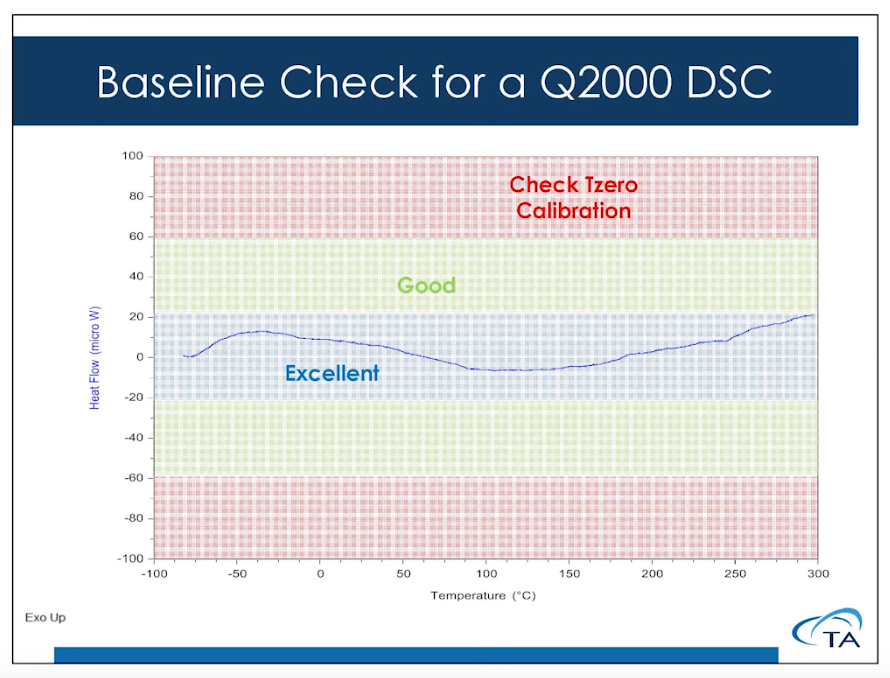 Baseline Check for a Q2000 DSC
100
80
60
40
20
0
-20
-40
-60
-80
-100
Heat Flow (micro W)
Check Tzero
Calibration
Good
Excellent
-100 -50 0 50 100 150 200 250 300
Temperature (°C)
Exo Up
TA